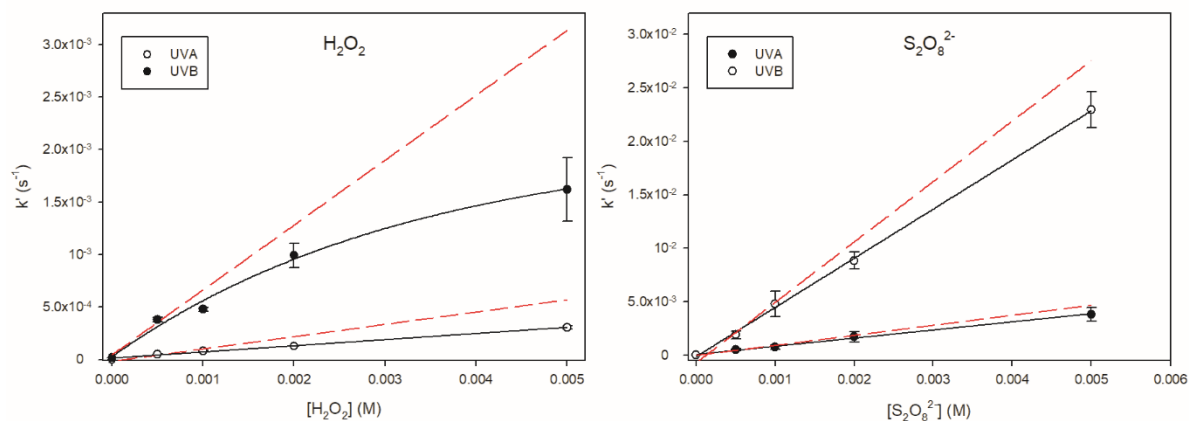 H₂O₂
UVA
UVB
3.0x10⁻³
2.5x10⁻³
2.0x10⁻³
1.5x10⁻³
10⁻³
5.0x10⁻⁴
0
k' (s⁻¹)
0.000 0.001 0.002 0.003 0.004 0.005
[H₂O₂] (M)
S₂O₈²⁻
UVA
UVB
3.0x10⁻²
2.5x10⁻²
2.0x10⁻²
1.5x10⁻²
10⁻²
5.0x10⁻³
0
k' (s⁻¹)
0.000 0.001 0.002 0.003 0.004 0.005 0.006
[S₂O₈²⁻] (M)